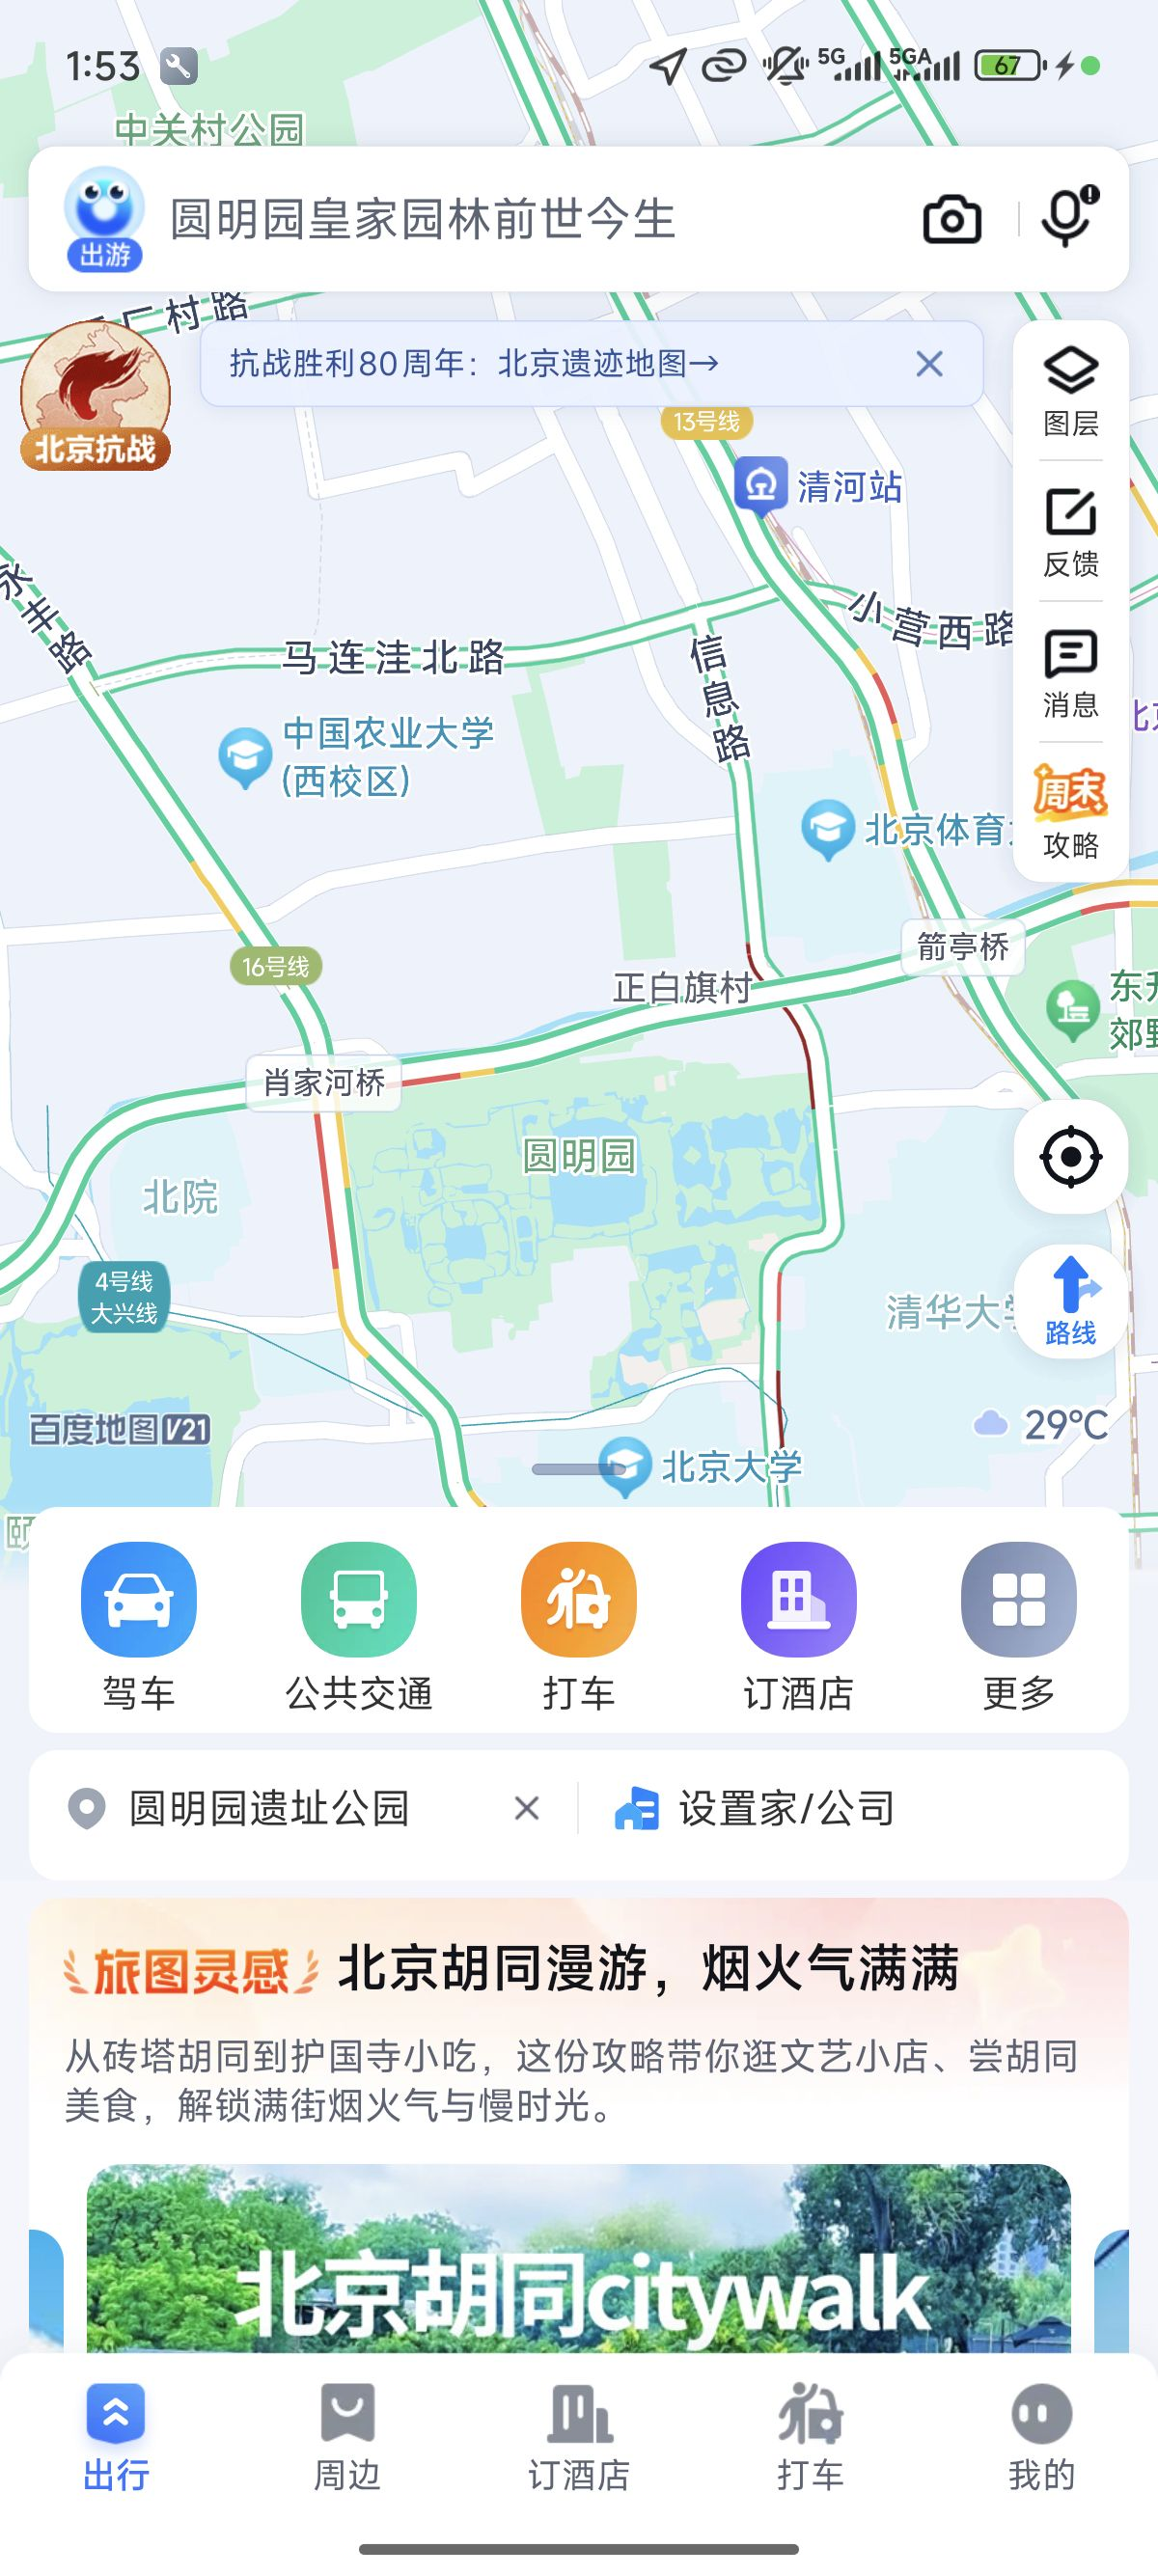 1:53
5G
5GA
67
中关村公园
出游
圆明园皇家园林前世今生
厂村路
北京抗战
抗战胜利80周年：北京遗迹地图→
13号线
清河站
图层
反馈
消息
周末
攻略
永丰路
小营西路
马连洼北路
信息路
中国农业大学
(西校区)
北京体育
箭亭桥
16号线
正白旗村
东升
郊野
肖家河桥
圆明园
北院
4号线
大兴线
清华大学
路线
百度地图V21
29°C
北京大学
颐
驾车
公共交通
打车
订酒店
更多
圆明园遗址公园
设置家/公司
旅图灵感
北京胡同漫游，烟火气满满
从砖塔胡同到护国寺小吃，这份攻略带你逛文艺小店、尝胡同
美食，解锁满街烟火气与慢时光。
北京胡同citywalk
出行
周边
订酒店
打车
我的